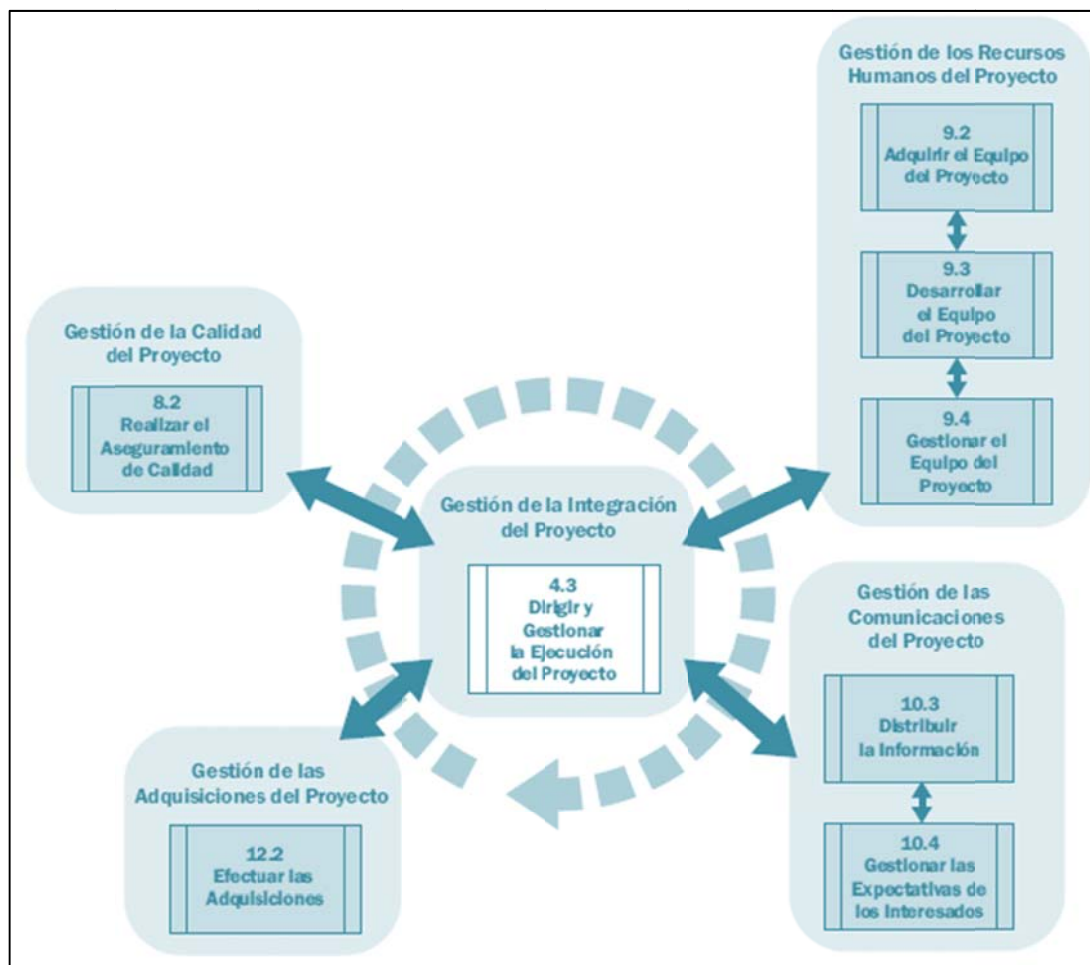 Gestión de los Recursos
Humanos del Proyecto
9.2
Adquirir el Equipo
del Proyecto
9.3
Desarrollar
el Equipo
del Proyecto
9.4
Gestionar el
Equipo del
Proyecto
Gestión de la Calidad
del Proyecto
8.2
Realizar el
Aseguramiento
de Calidad
Gestión de la Integración
del Proyecto
4.3
Dirigir y
Gestionar
la Ejecución
del Proyecto
Gestión de las
Comunicaciones
del Proyecto
10.3
Distribuir
la Información
10.4
Gestionar las
Expectativas de
los Interesados
Gestión de las
Adquisiciones del Proyecto
12.2
Efectuar las
Adquisiciones